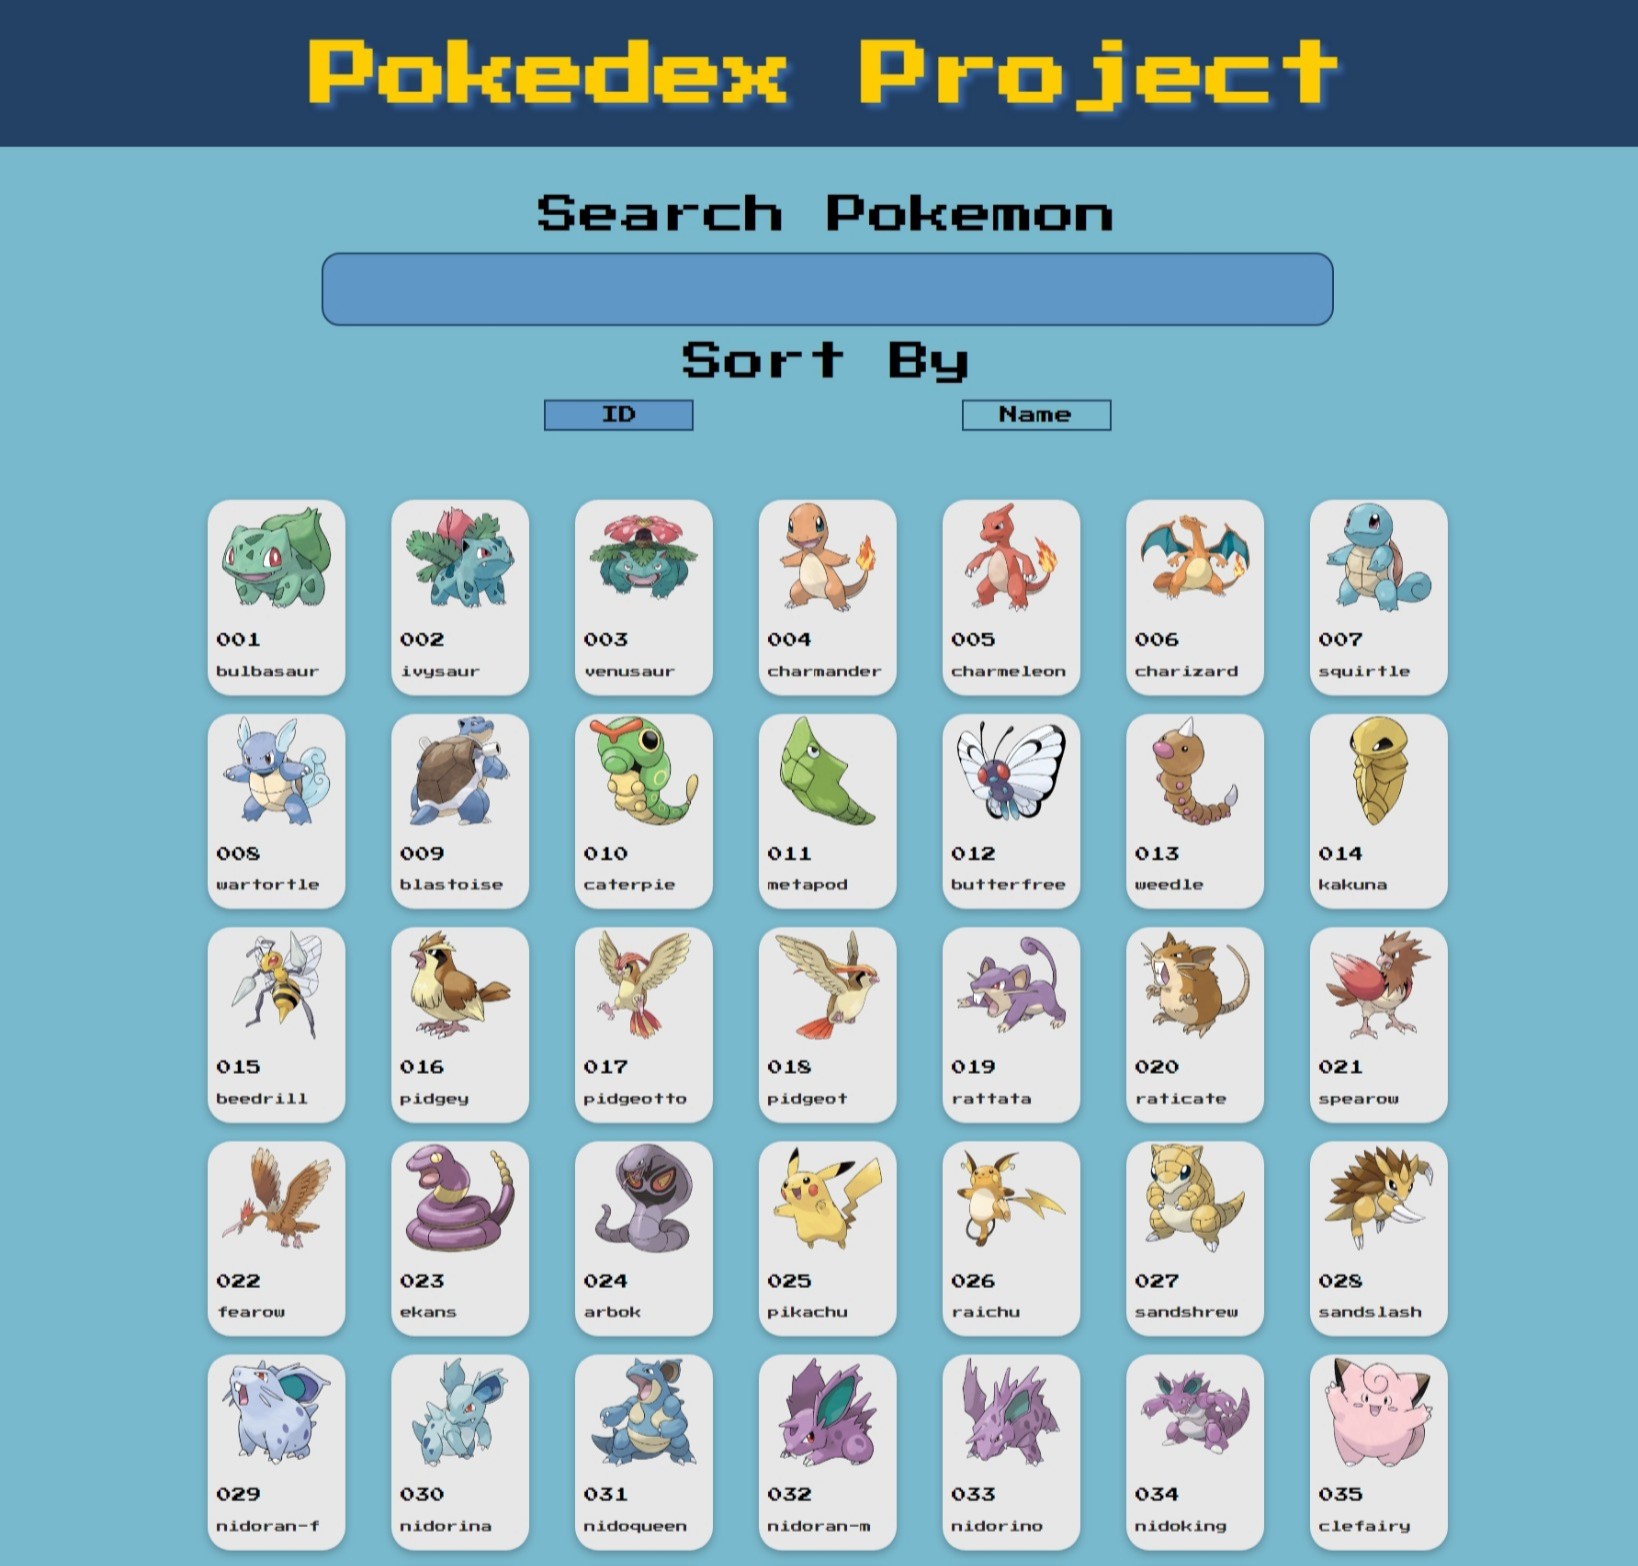 Pokedex Project
Search Pokemon
Sort By
ID Name
001 002 003 004 005 006 007
bulbasaur ivysaur venusaur charmander charmeleon charizard squirtle
008 009 010 011 012 013 014
wartortle blastoise caterpie metapod butterfree weedle kakuna
015 016 017 018 019 020 021
beedrill pidgey pidgeotto pidgeot rattata raticate spearow
022 023 024 025 026 027 028
fearow ekans arbok pikachu raichu sandshrew sandslash
029 030 031 032 033 034 035
nidoran-f nidorina nidoqueen nidoran-m nidorino nidoking clefairy